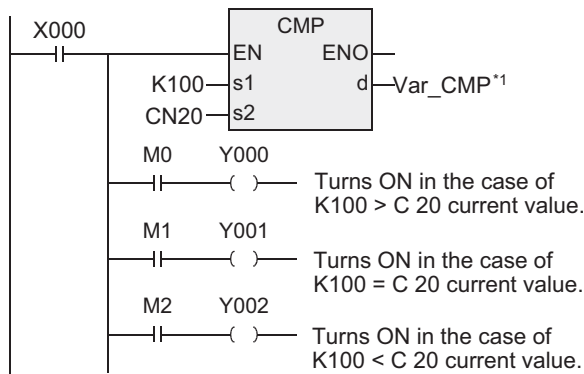 X000
CMP
EN ENO
K100 s1 d Var_CMP*1
CN20 s2
M0 Y000
Turns ON in the case of
K100 > C 20 current value.
M1 Y001
Turns ON in the case of
K100 = C 20 current value.
M2 Y002
Turns ON in the case of
K100 < C 20 current value.